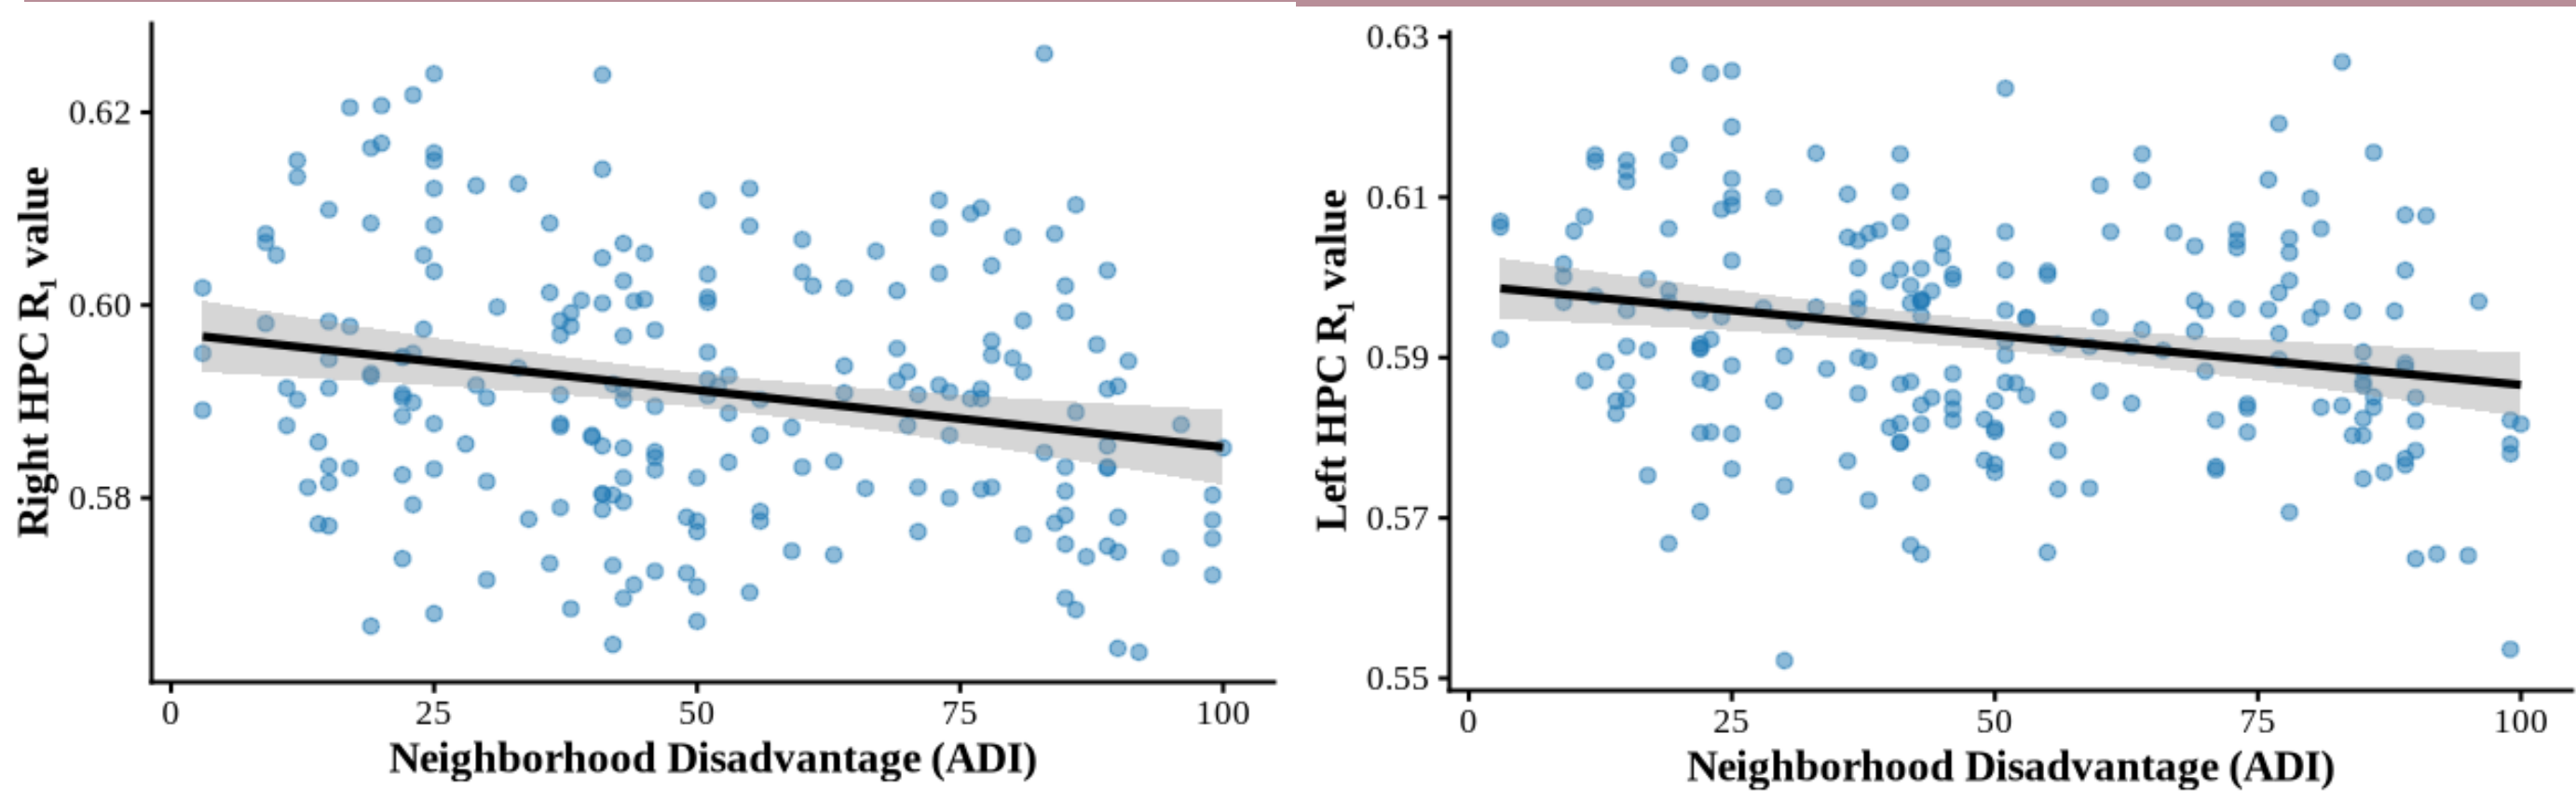 Right HPC R₁ value
0.62
0.60
0.58
0 25 50 75 100
Neighborhood Disadvantage (ADI)
Left HPC R₁ value
0.63
0.61
0.59
0.57
0.55
0 25 50 75 100
Neighborhood Disadvantage (ADI)